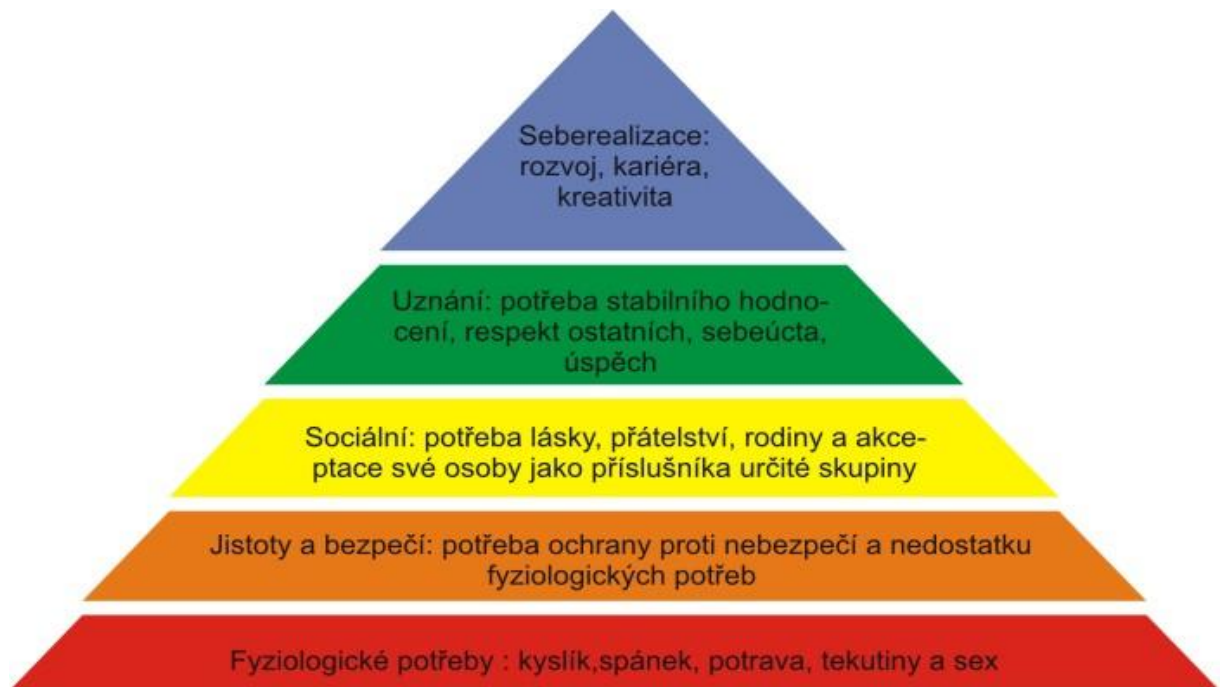 Seberealizace:
rozvoj, kariéra,
kreativita
Uznání: potřeba stabilního hodno-
cení, respekt ostatních, sebeúcta,
úspěch
Sociální: potřeba lásky, přátelství, rodiny a akce-
ptace své osoby jako příslušníka určité skupiny
Jistoty a bezpečí: potřeba ochrany proti nebezpečí a nedostatku
fyziologických potřeb
Fyziologické potřeby : kyslík,spánek, potrava, tekutiny a sex